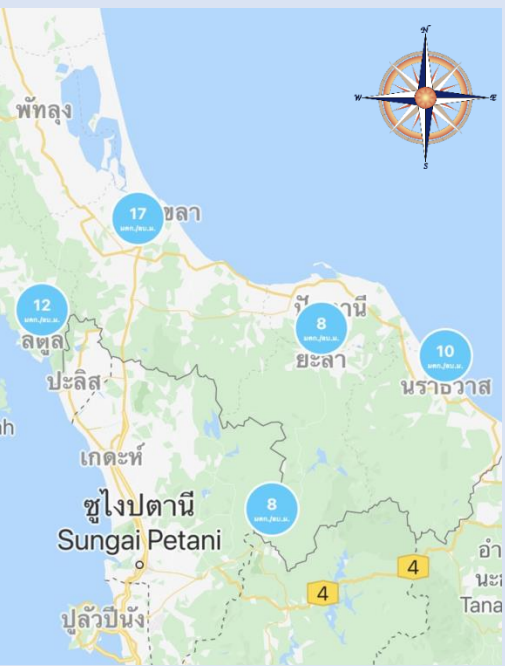 N
W
E
S
พัทลุง
17
มคก./ลบ.ม.
ขลา
12
มคก./ลบ.ม.
สตูล
8
มคก./ลบ.ม.
ยะลา
10
มคก./ลบ.ม.
นราธิวาส
ปะลิส
เกดะห์
ซูไงปตานี
Sungai Petani
8
มคก./ลบ.ม.
4
4
Tana
ปูลัวปีนัง